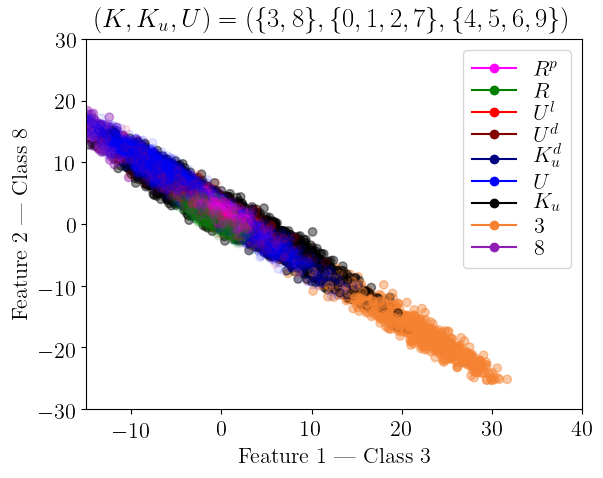 (K, K_u, U) = ({3, 8}, {0, 1, 2, 7}, {4, 5, 6, 9})
30
20
10
0
−10
−20
−30
Feature 2 — Class 8
R^p
R
U^l
U^d
K_u^d
U
K_u
3
8
−10
0
10
20
30
40
Feature 1 — Class 3